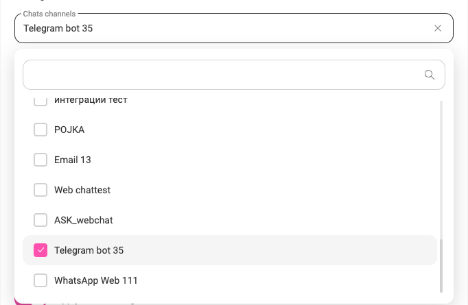 Chats channels
Telegram bot 35
интеграции тест
POJKA
Email 13
Web chattest
ASK_webchat
Telegram bot 35
WhatsApp Web 111